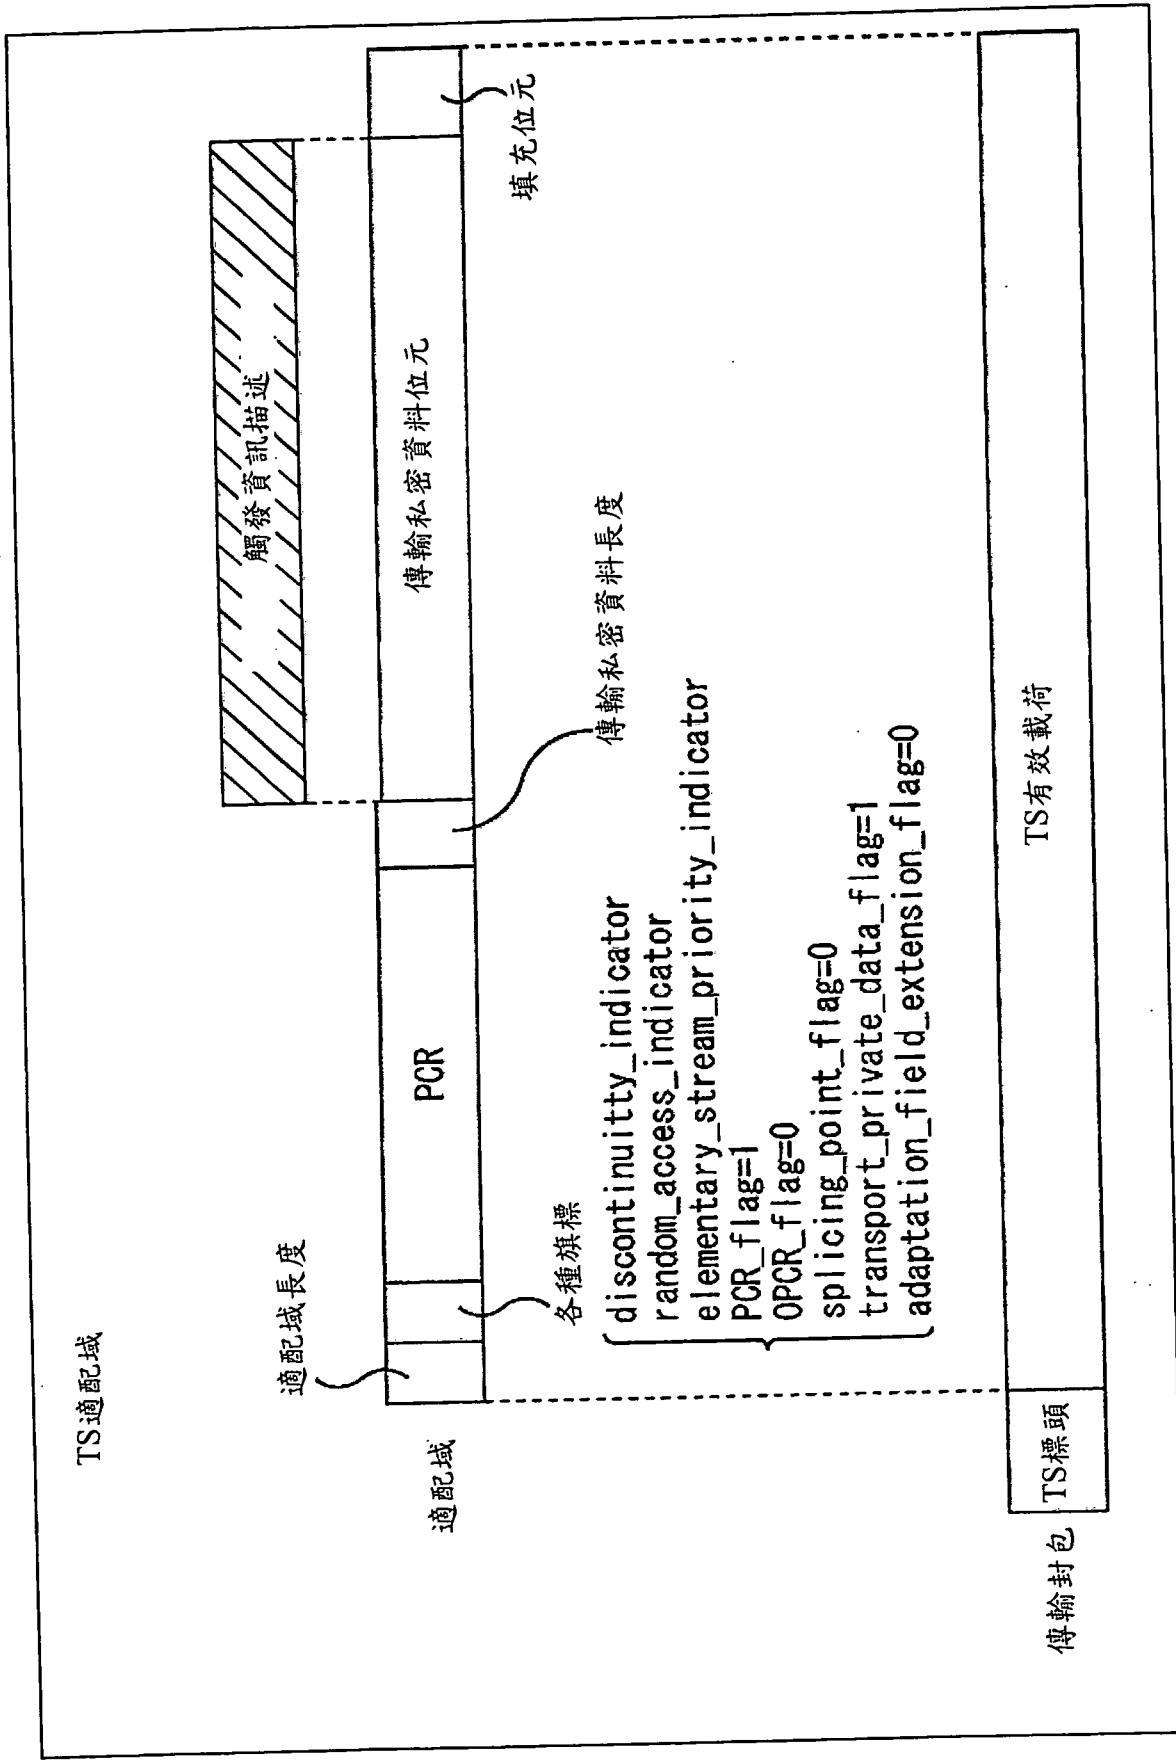 TS適配域
觸發資訊描述
適配域長度
適配域
PCR
傳輸私密資料位元
填充位元
各種旗標
傳輸私密資料長度
discontinuitty_indicator
random_access_indicator
elementary_stream_priority_indicator
PCR_flag=1
OPCR_flag=0
splicing_point_flag=0
transport_private_data_flag=1
adaptation_field_extension_flag=0
傳輸封包
TS標頭
TS有效載荷